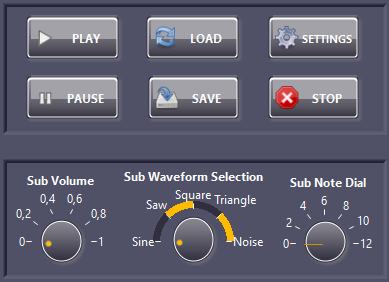 PLAY LOAD SETTINGS
PAUSE SAVE STOP
Sub Volume
0,4 0,6
0,2 0,8
0 1
Sub Waveform Selection
Square
Saw Triangle
Sine Noise
Sub Note Dial
6
4 8
2 10
0 12